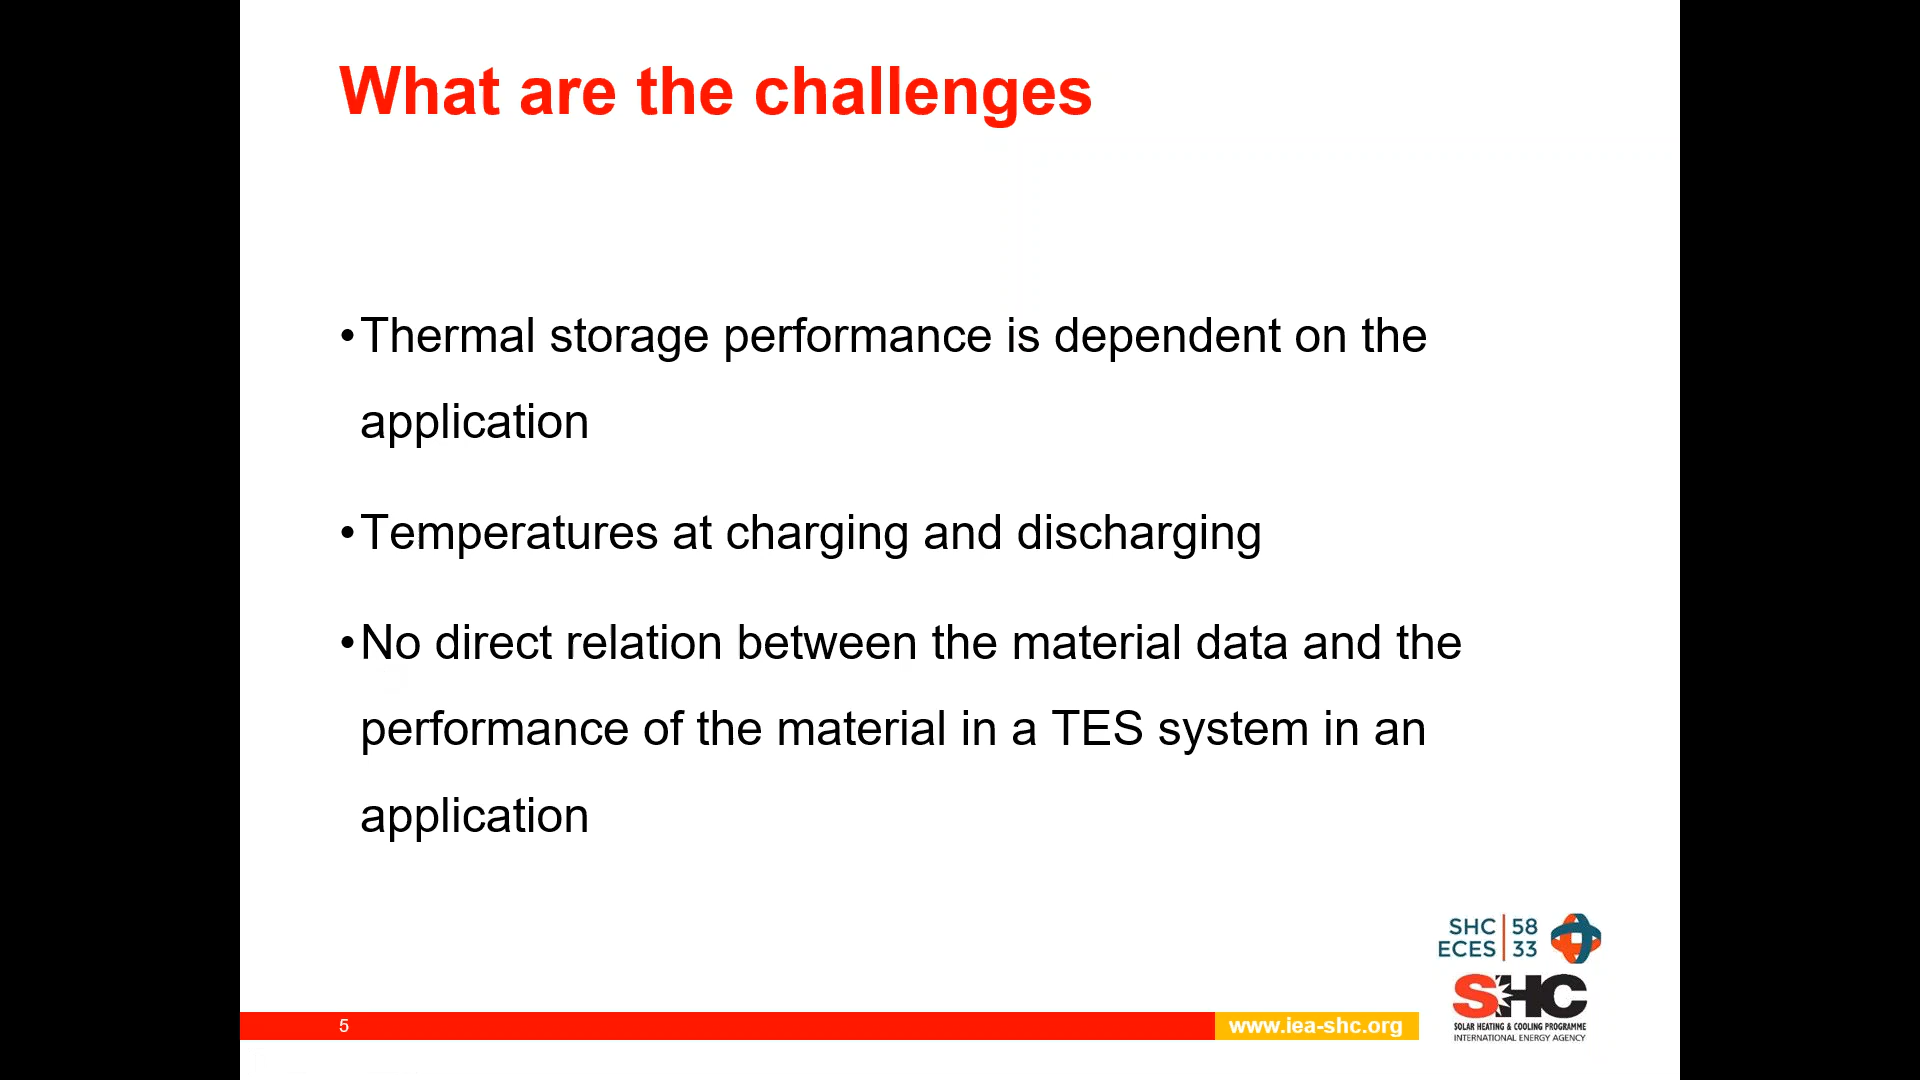 What are the challenges
•Thermal storage performance is dependent on the
application
•Temperatures at charging and discharging
•No direct relation between the material data and the
performance of the material in a TES system in an
application
SHC 58
ECES 33
SHC
SOLAR HEATING & COOLING PROGRAMME
INTERNATIONAL ENERGY AGENCY
5
www.iea-shc.org